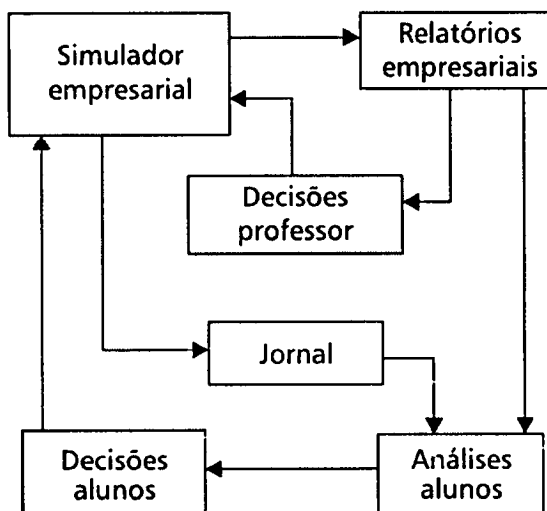 Simulador
empresarial
Relatórios
empresariais
Decisões
professor
Jornal
Decisões
alunos
Análises
alunos